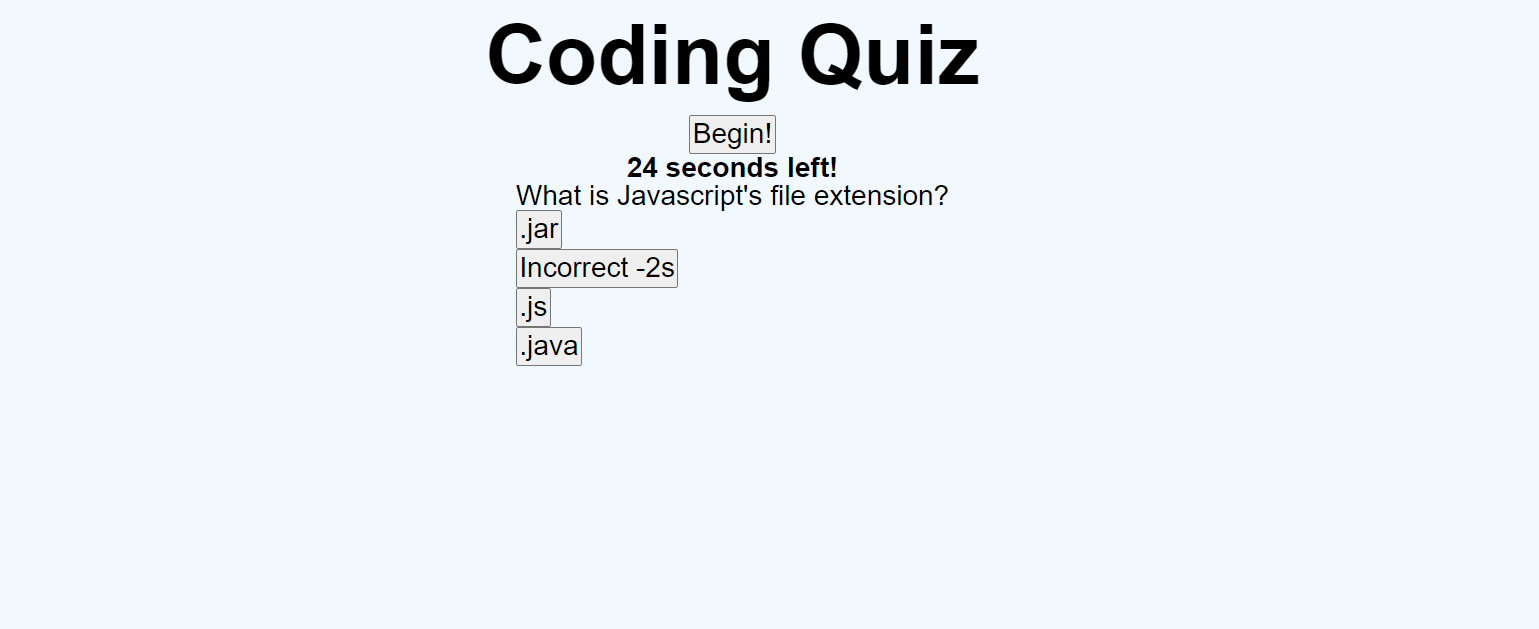 Coding Quiz
Begin!
24 seconds left!
What is Javascript's file extension?
.jar
Incorrect -2s
.js
.java